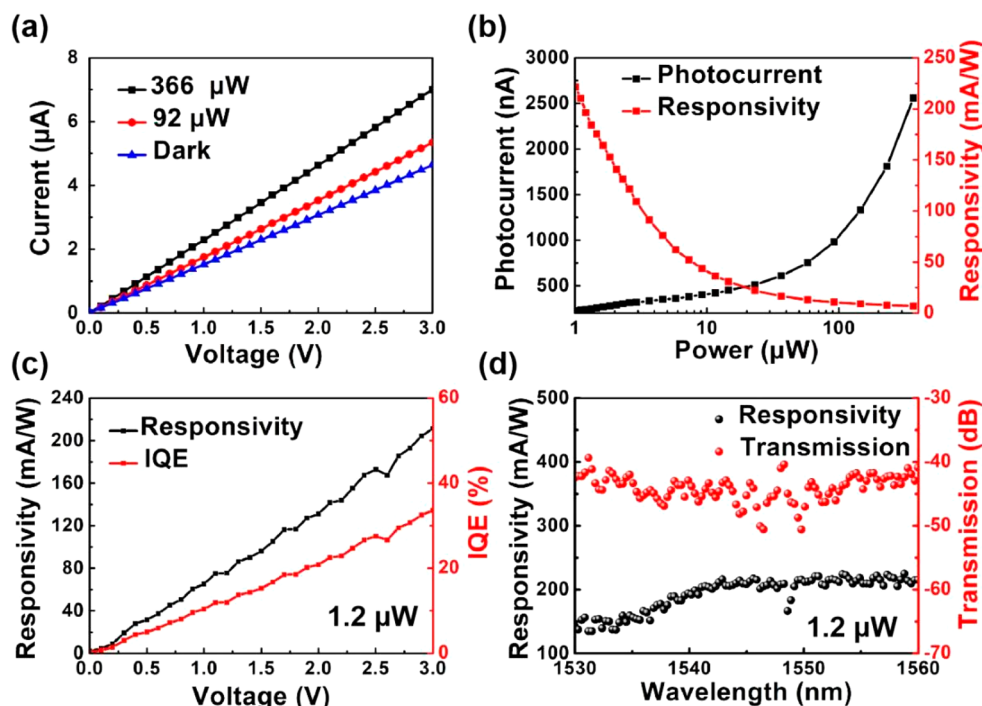 (a)
Current (μA)
8
6
4
2
0
366 μW
92 μW
Dark
0.0 0.5 1.0 1.5 2.0 2.5 3.0
Voltage (V)
(b)
Photocurrent (nA)
3000
2500
2000
1750
1000
500
Photocurrent
Responsivity
250
200
150
100
50
0
Responsivity (mA/W)
1 10 100
Power (μW)
(c)
Responsivity (mA/W)
240
200
160
120
80
40
0
Responsivity
IQE
1.2 μW
60
40
20
0
IQE (%)
0.0 0.5 1.0 1.5 2.0 2.5 3.0
Voltage (V)
(d)
Responsivity (mA/W)
500
400
350
300
200
100
Responsivity
Transmission
1.2 μW
-30
-40
-50
-60
-70
Transmission (dB)
1530 1540 1550 1560
Wavelength (nm)